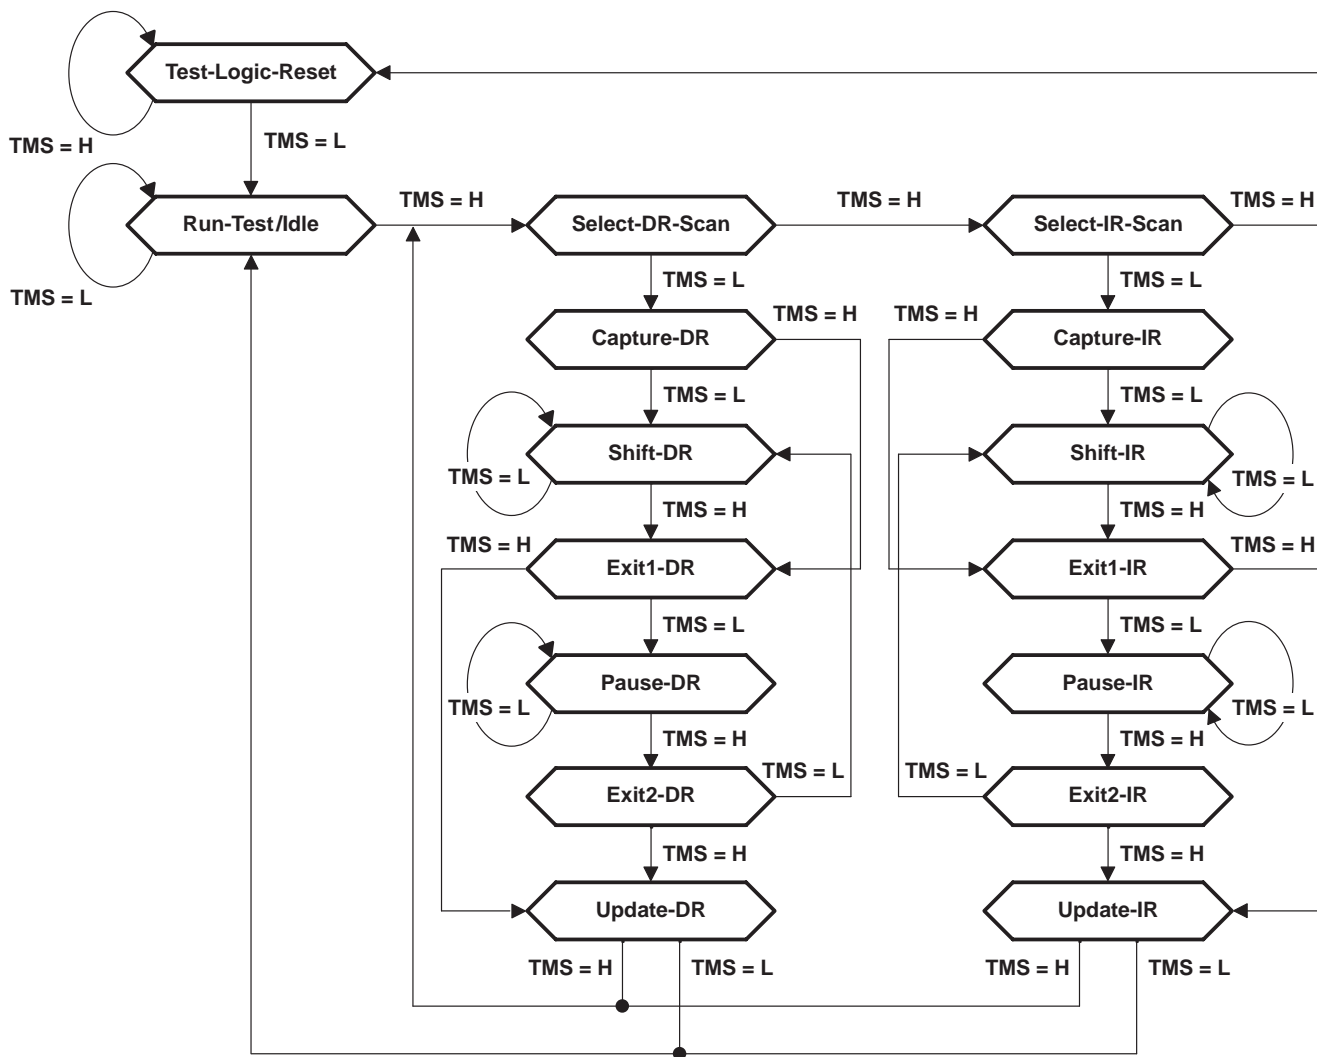 Test-Logic-Reset
TMS = H
TMS = L
TMS = H
TMS = H
TMS = H
Run-Test/Idle
Select-DR-Scan
Select-IR-Scan
TMS = L
TMS = L
TMS = L
TMS = H
TMS = H
Capture-DR
Capture-IR
TMS = L
TMS = L
Shift-DR
Shift-IR
TMS = L
TMS = L
TMS = H
TMS = H
TMS = H
TMS = H
Exit1-DR
Exit1-IR
TMS = L
TMS = L
Pause-DR
Pause-IR
TMS = L
TMS = L
TMS = H
TMS = H
TMS = L
TMS = L
Exit2-DR
Exit2-IR
TMS = H
TMS = H
Update-DR
Update-IR
TMS = H
TMS = L
TMS = H
TMS = L